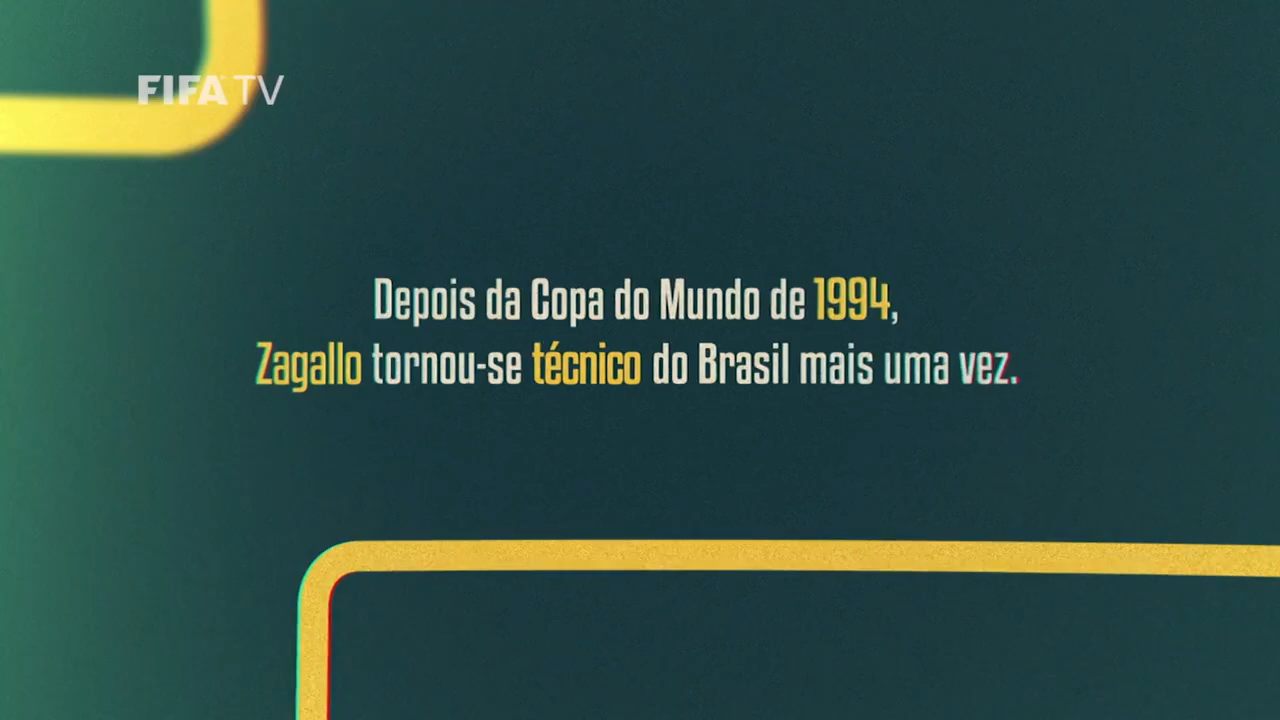 FIFA TV
Depois da Copa do Mundo de 1994,
Zagallo tornou-se técnico do Brasil mais uma vez.